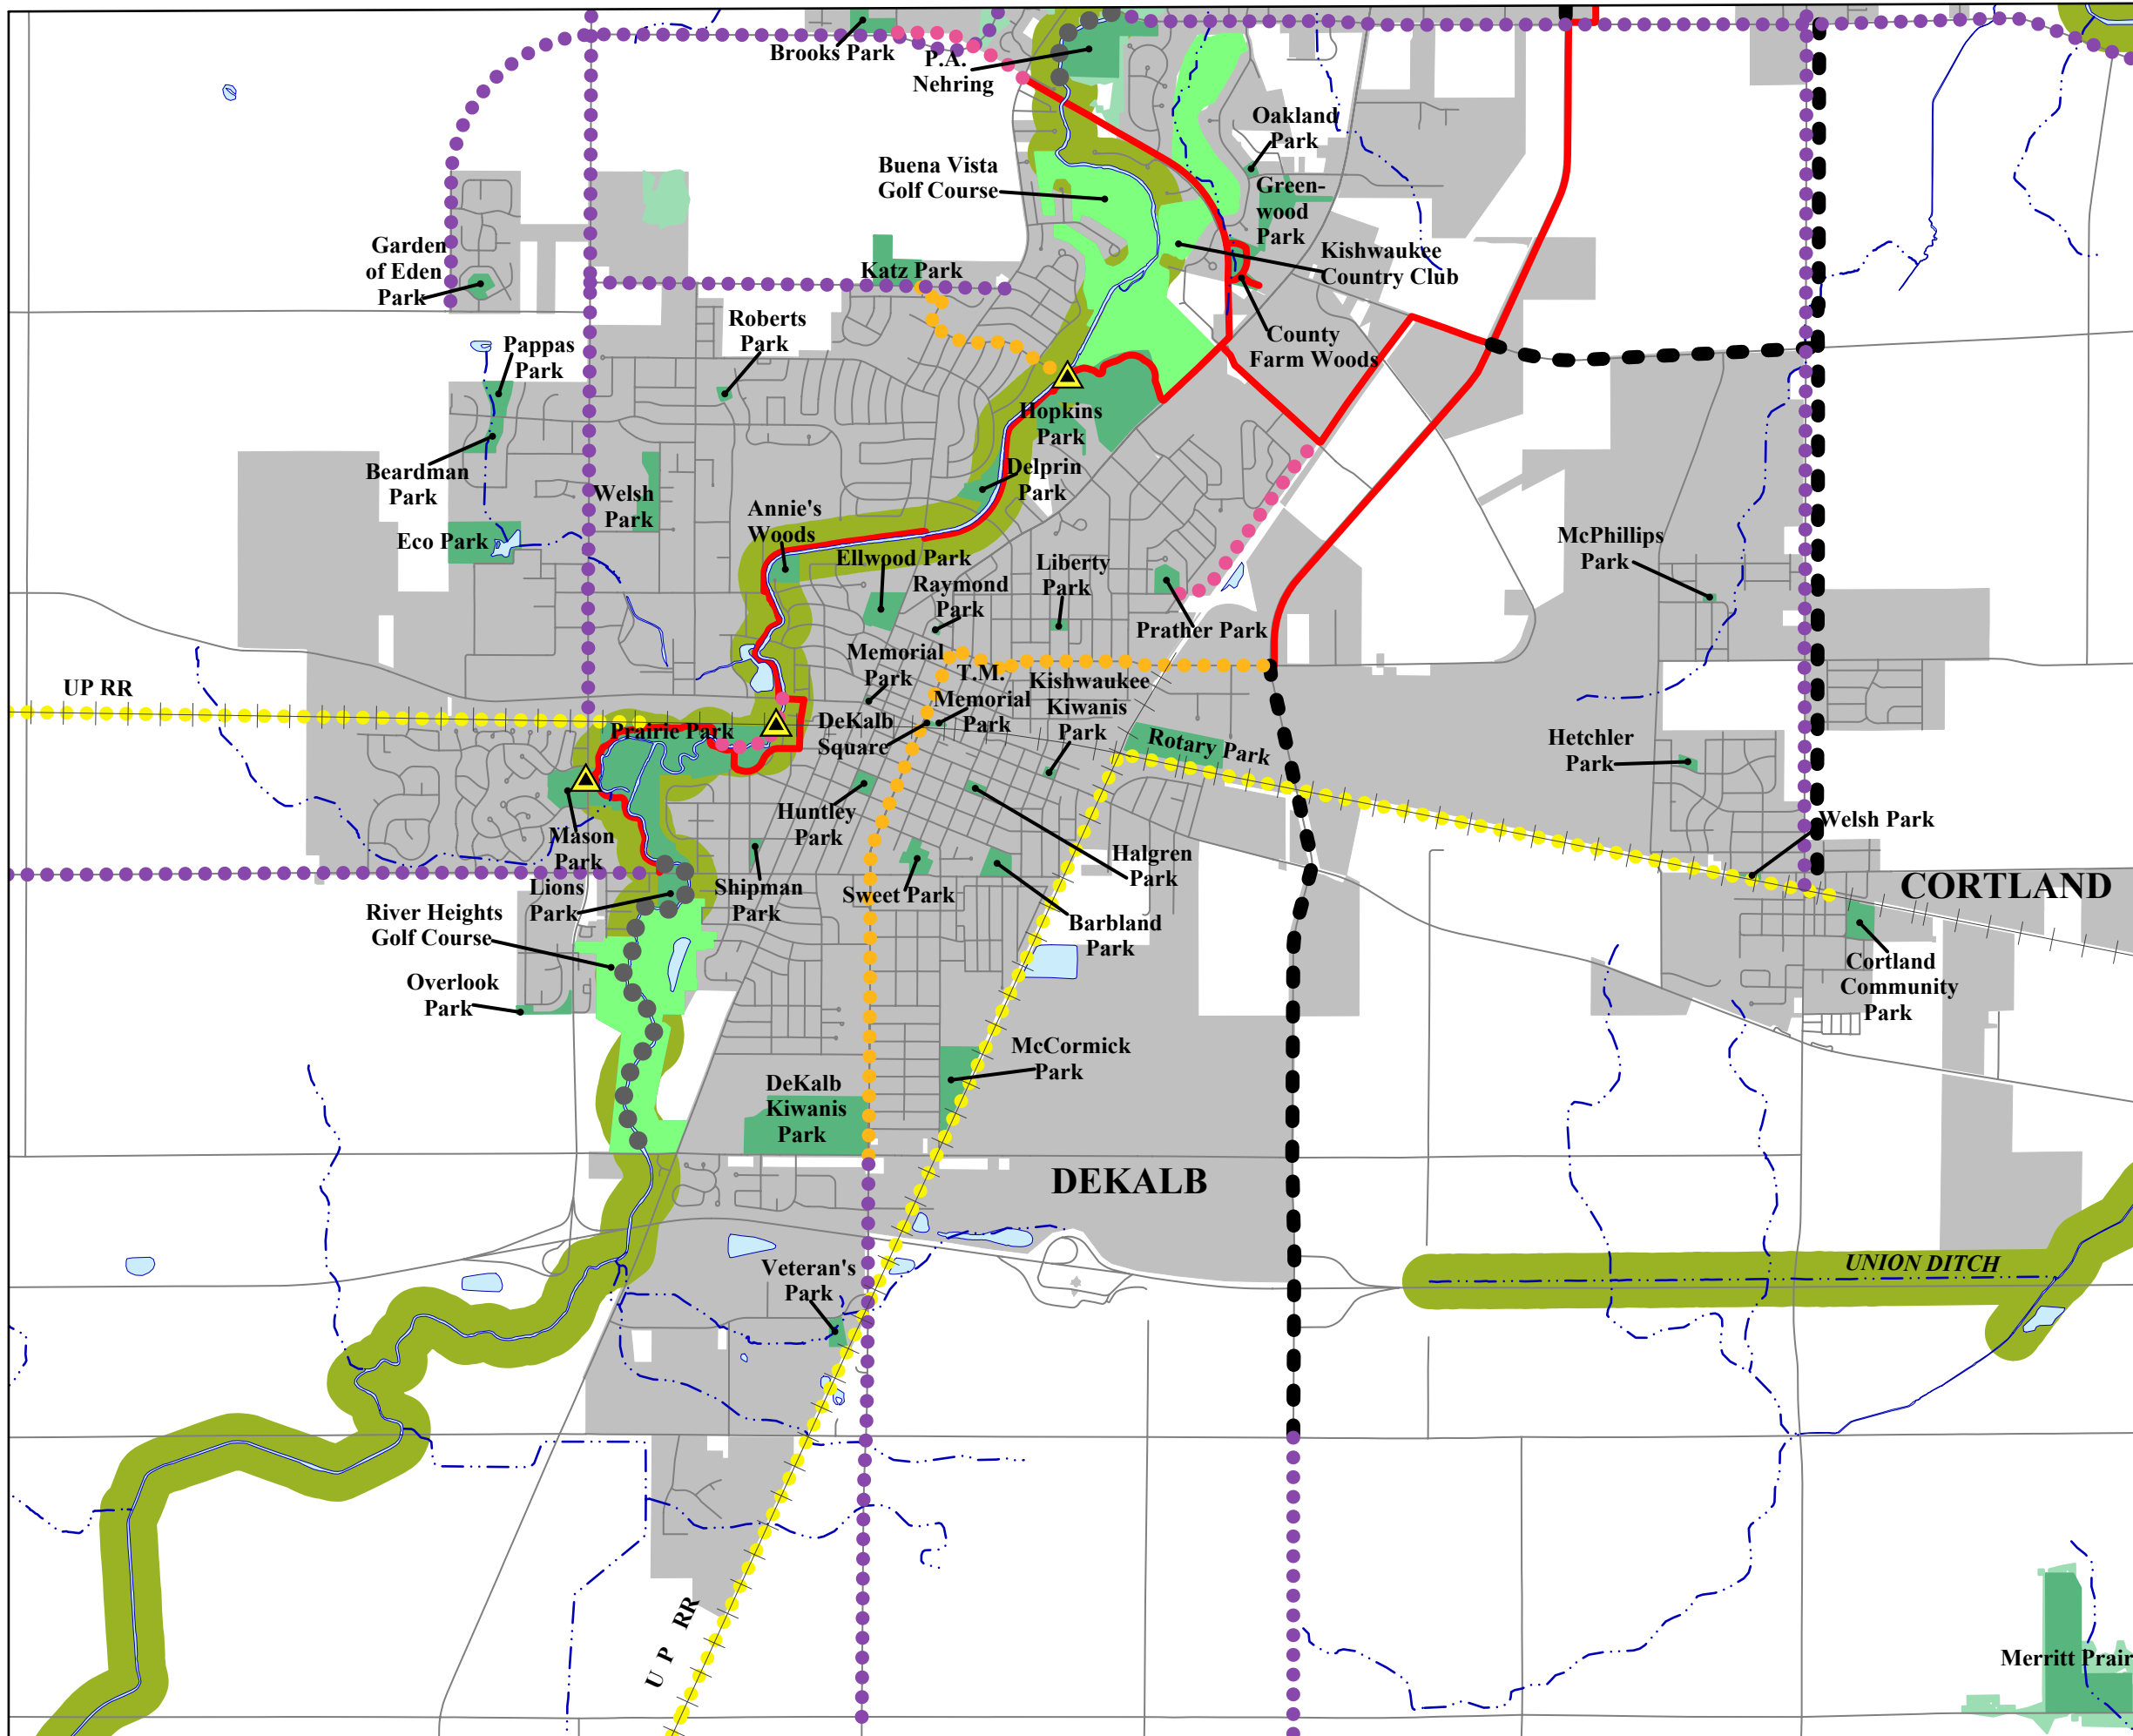 Brooks Park
P.A.
Nehring
Oakland
Park
Buena Vista
Golf Course
Green-
wood
Park
Garden
of Eden
Park
Katz Park
Kishwaukee
Country Club
Roberts
Park
County
Farm Woods
Pappas
Park
Hopkins
Park
Beardman
Park
Delprin
Park
Welsh
Park
Annie's
Woods
Eco Park
Ellwood Park
Liberty
Park
McPhillips
Park
Raymond
Park
Prather Park
Memorial
Park
T.M.
Memorial
Park
Kishwaukee
Kiwanis
Park
UP RR
DeKalb
Square
Prairie Park
Rotary Park
Hetchler
Park
Huntley
Park
Welsh Park
Mason
Park
Halgren
Park
CORTLAND
Lions
Park
Shipman
Park
Sweet Park
River Heights
Golf Course
Barbland
Park
Overlook
Park
Cortland
Community
Park
McCormick
Park
DeKalb
Kiwanis
Park
DEKALB
UNION DITCH
Veteran's
Park
UP RR
Merritt Prair